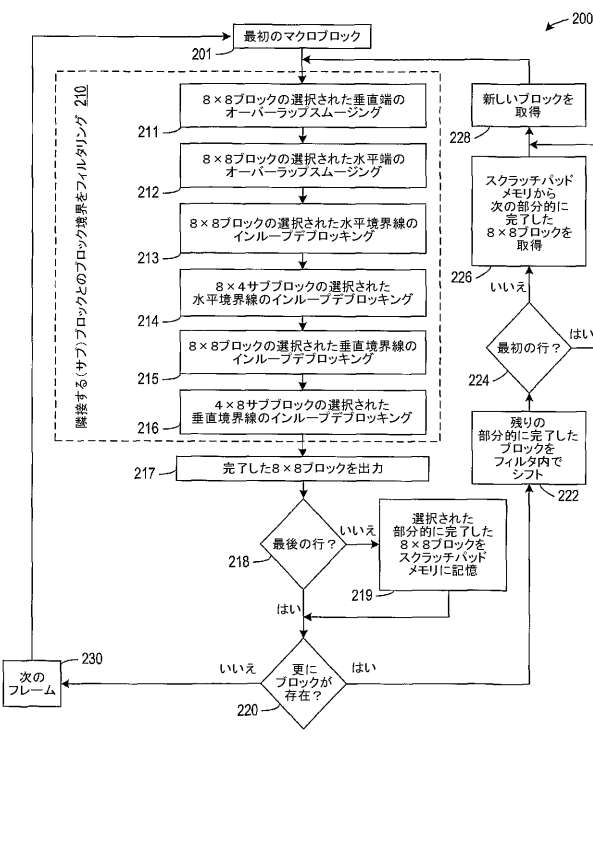 200
最初のマクロブロック
201
隣接する(サブ)ブロックとのブロック境界をフィルタリング 210
8×8ブロックの選択された垂直端の
オーバーラップスムージング
211
8×8ブロックの選択された水平端の
オーバーラップスムージング
212
8×8ブロックの選択された水平境界線の
インループデブロッキング
213
8×4サブブロックの選択された
水平境界線のインループデブロッキング
214
8×8ブロックの選択された垂直境界線の
インループデブロッキング
215
4×8サブブロックの選択された
垂直境界線のインループデブロッキング
216
完了した8×8ブロックを出力
217
最後の行?
218
いいえ
はい
選択された
部分的に完了した
8×8ブロックを
スクラッチパッド
メモリに記憶
219
更に
ブロックが
存在?
220
いいえ
はい
次の
フレーム
230
残りの
部分的に完了した
ブロックを
フィルタ内で
シフト
222
最初の行?
224
いいえ
はい
スクラッチパッド
メモリから
次の部分的に
完了した
8×8ブロックを
取得
226
新しいブロックを
取得
228